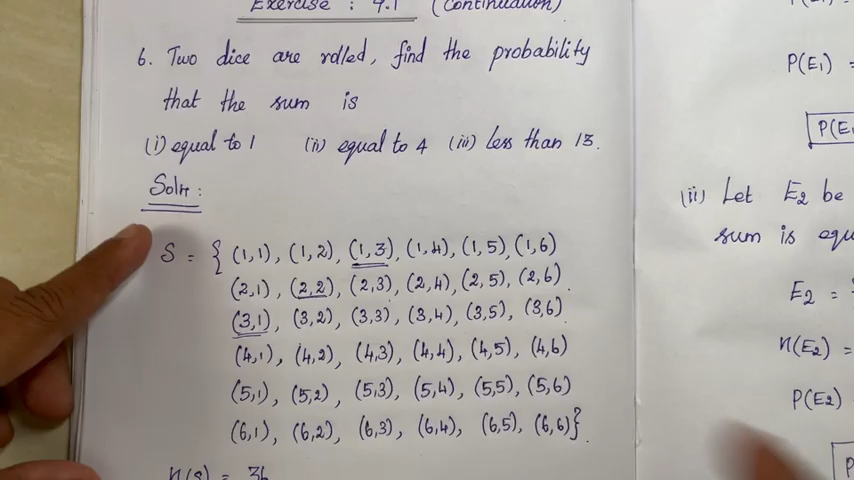 Exercise : 9.1 (Continuation)
6. Two dice are rolled, find the probability
that the sum is
(i) equal to 1 (ii) equal to 4 (iii) Less than 13.
Soln :
S = { (1,1), (1,2), (1,3), (1,4), (1,5), (1,6)
(2,1), (2,2), (2,3), (2,4), (2,5), (2,6)
(3,1), (3,2), (3,3), (3,4), (3,5), (3,6)
(4,1), (4,2), (4,3), (4,4), (4,5), (4,6)
(5,1), (5,2), (5,3), (5,4), (5,5), (5,6)
(6,1), (6,2), (6,3), (6,4), (6,5), (6,6)}
n(S) = 36
P(E1) =
P(E1
(ii) Let E2 be
sum is equ
E2 =
n(E2) =
P(E2)
P